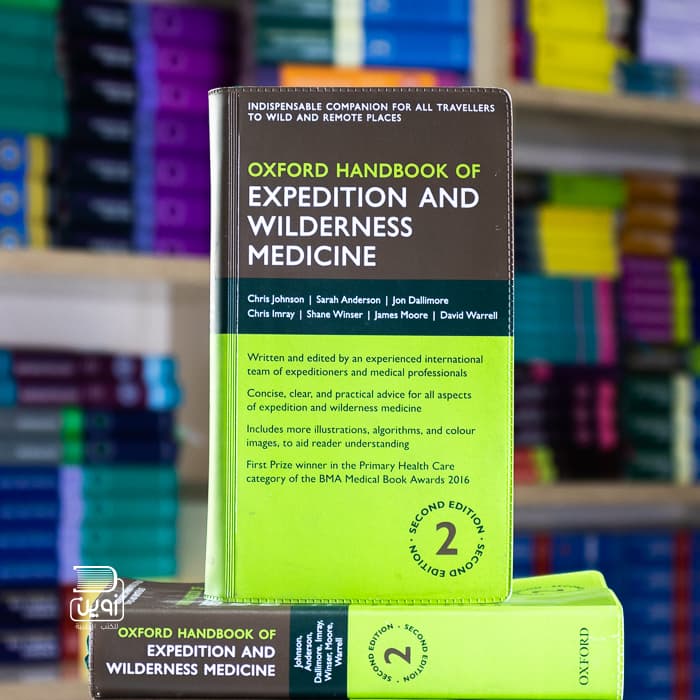 INDISPENSABLE COMPANION FOR ALL TRAVELLERS
TO WILD AND REMOTE PLACES
OXFORD HANDBOOK OF
EXPEDITION AND
WILDERNESS
MEDICINE
Chris Johnson | Sarah Anderson | Jon Dallimore
Chris Imray | Shane Winser | James Moore | David Warrell
Written and edited by an experienced international
team of expeditioners and medical professionals
Concise, clear, and practical advice for all aspects
of expedition and wilderness medicine
Includes more illustrations, algorithms, and colour
images, to aid reader understanding
First Prize winner in the Primary Health Care
category of the BMA Medical Book Awards 2016
SECOND EDITION • SECOND EDITION •
2
OXFORD HANDBOOK OF
EXPEDITION AND
WILDERNESS MEDICINE
Johnson,
Anderson,
Dallimore, Imray,
Winser, Moore,
Warrell
SECOND EDITION • SECOND EDITION •
2
OXFORD
زوين
للكتب الطبية